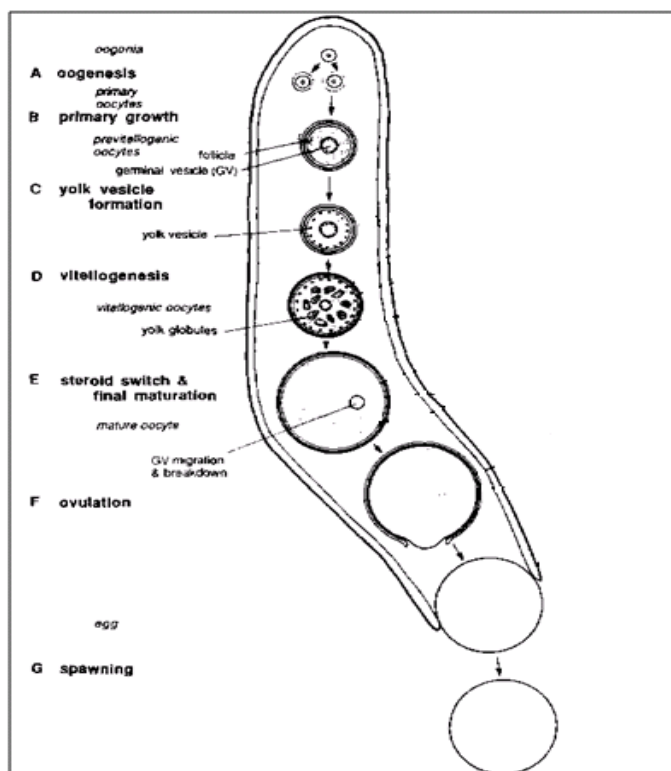 oogonia
A oogenesis
primary
oocytes
B primary growth
previtellogenic
oocytes
follicle
germinal vesicle (GV)
C yolk vesicle
formation
yolk vesicle
D vitellogenesis
vitellogenic oocytes
yolk globules
E steroid switch &
final maturation
mature oocyte
GV migration
& breakdown
F ovulation
egg
G spawning